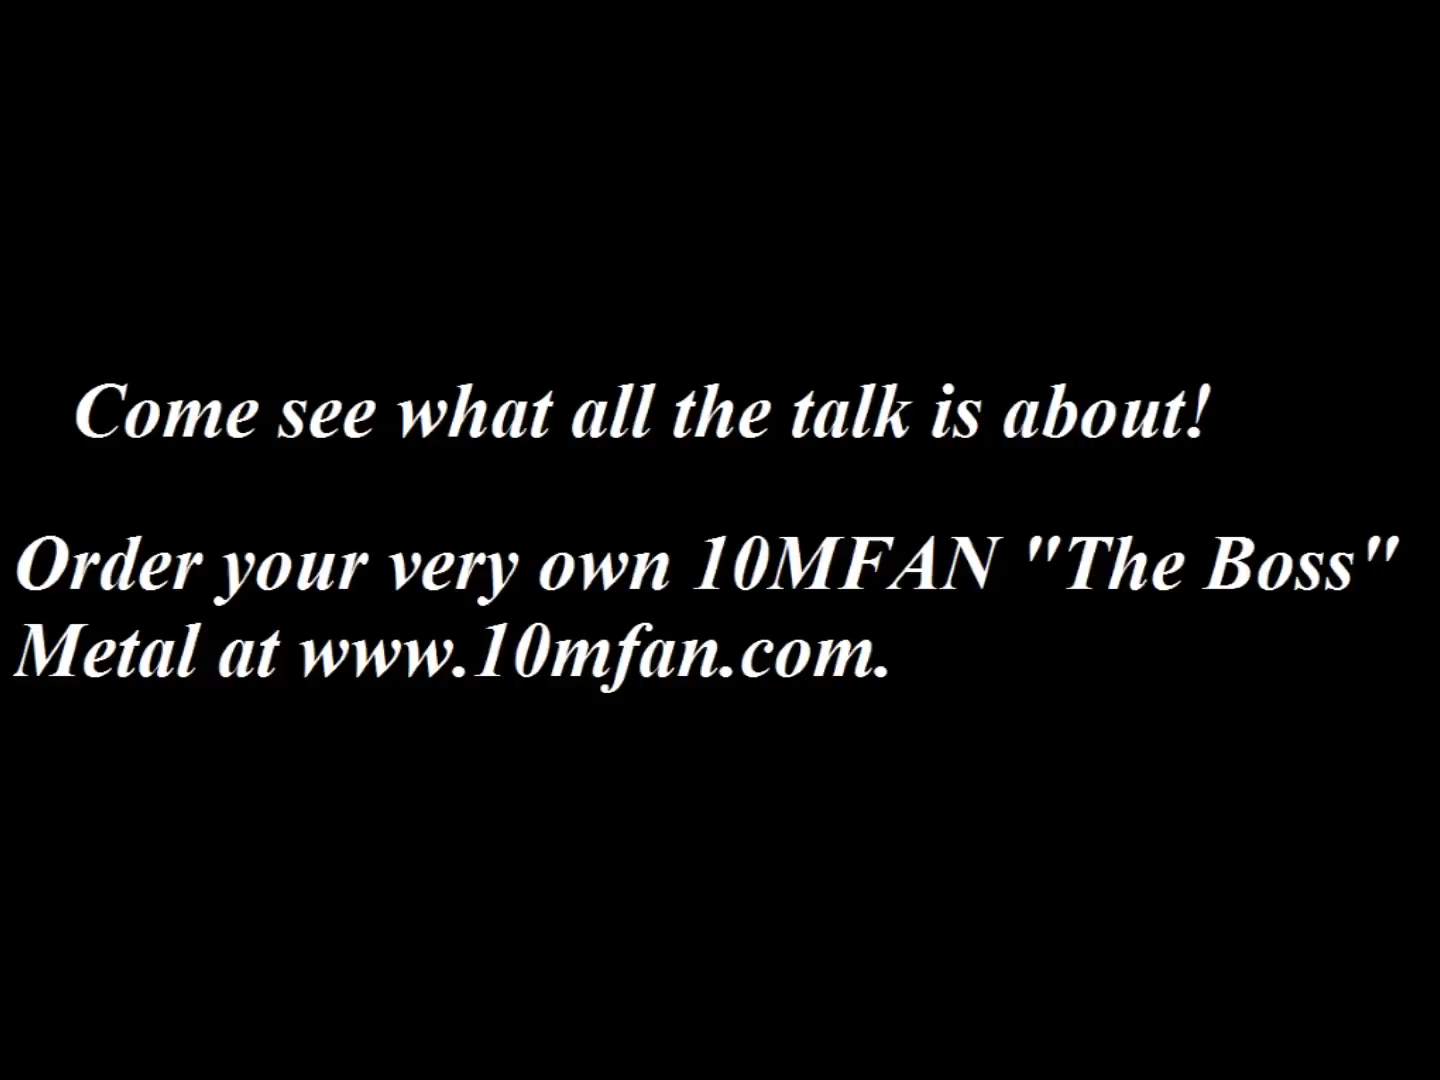 Come see what all the talk is about!
Order your very own 10MFAN "The Boss"
Metal at www.10mfan.com.